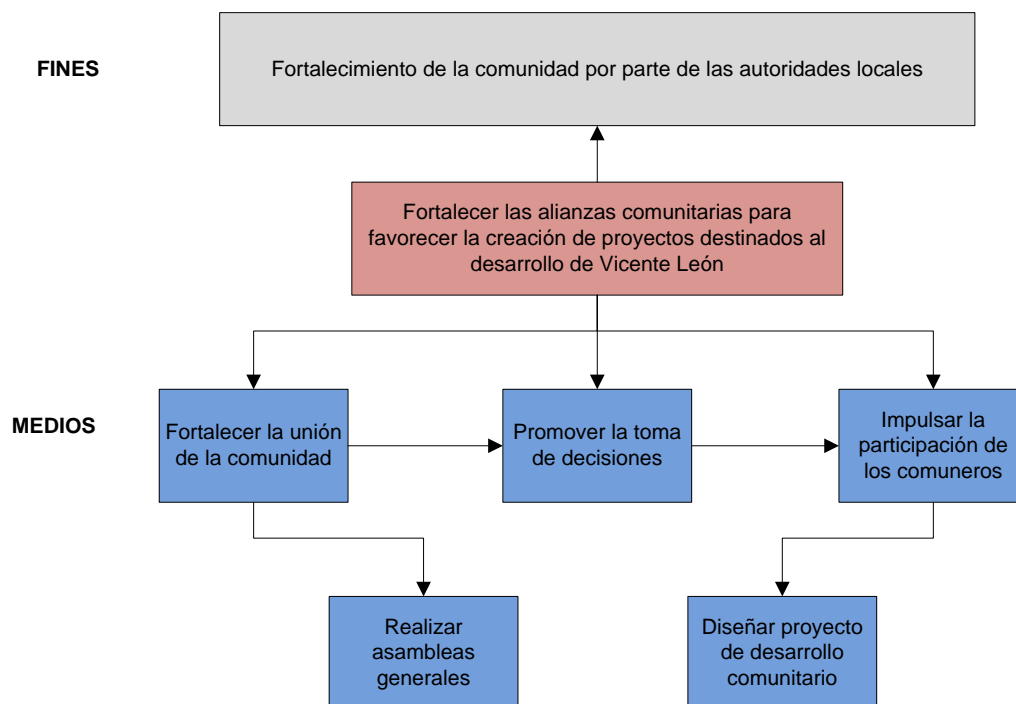 FINES
Fortalecimiento de la comunidad por parte de las autoridades locales
Fortalecer las alianzas comunitarias para
favorecer la creación de proyectos destinados al
desarrollo de Vicente León
MEDIOS
Fortalecer la unión
de la comunidad
Promover la toma
de decisiones
Impulsar la
participación de
los comuneros
Realizar
asambleas
generales
Diseñar proyecto
de desarrollo
comunitario